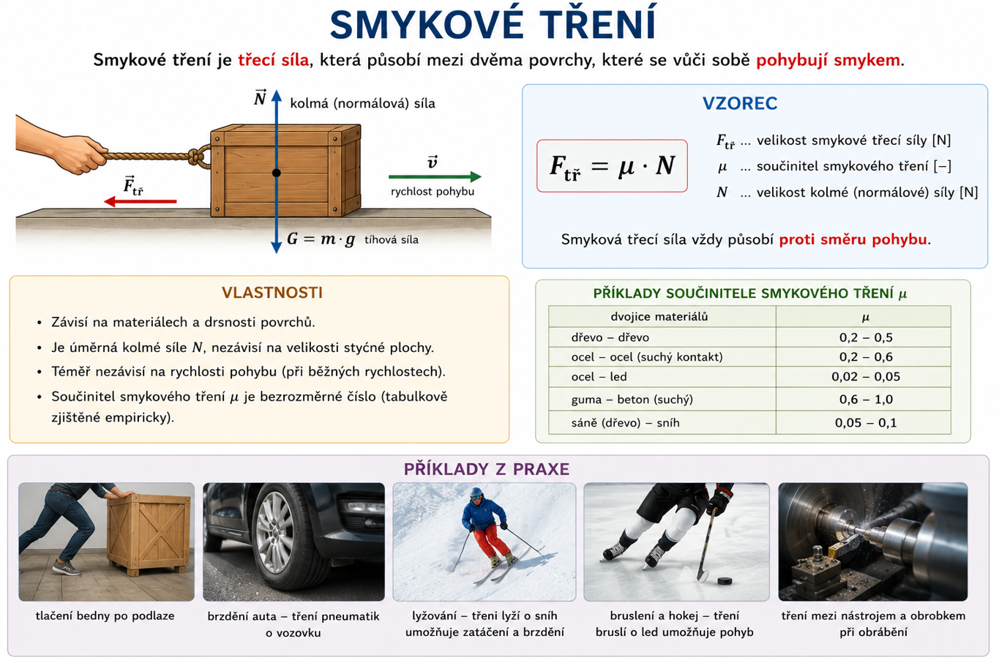 SMYKOVÉ TŘENÍ
Smykové tření je třecí síla, která působí mezi dvěma povrchy, které se vůči sobě pohybují smykem.
N kolmá (normálová) síla
v
rychlost pohybu
Ftř
G = m · g tíhová síla
VZOREC
Ftř = μ · N
Ftř ... velikost smykové třecí síly [N]
μ ... součinitel smykového tření [–]
N ... velikost kolmé (normálové) síly [N]
Smyková třecí síla vždy působí proti směru pohybu.
VLASTNOSTI
• Závisí na materiálech a drsnosti povrchů.
• Je úměrná kolmé síle N, nezávisí na velikosti styčné plochy.
• Téměř nezávisí na rychlosti pohybu (při běžných rychlostech).
• Součinitel smykového tření μ je bezrozměrné číslo (tabulkově
zjištěné empiricky).
PŘÍKLADY SOUČINITELE SMYKOVÉHO TŘENÍ μ
dvojice materiálů μ
dřevo – dřevo 0,2 – 0,5
ocel – ocel (suchý kontakt) 0,2 – 0,6
ocel – led 0,02 – 0,05
guma – beton (suchý) 0,6 – 1,0
sáně (dřevo) – sníh 0,05 – 0,1
PŘÍKLADY Z PRAXE
tlačení bedny po podlaze
brzdění auta – tření pneumatik
o vozovku
lyžování – třeni lyží o sníh
umožňuje zatáčení a brzdění
bruslení a hokej – tření
bruslí o led umožňuje pohyb
tření mezi nástrojem a obrobkem
při obrábění